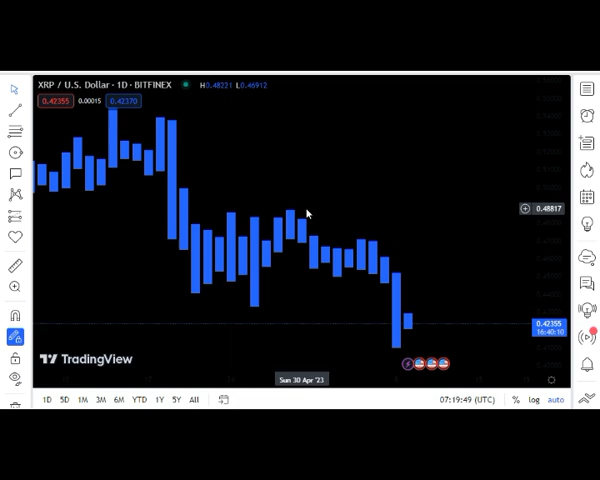 XRP / U.S. Dollar · 1D · BITFINEX H0.48221 L0.46912
0.42355 0.00015 0.42370
0.48817
0.42355
16:40:10
TradingView
Sun 30 Apr '23
1D 5D 1M 3M 6M YTD 1Y 5Y All 07:19:49 (UTC) % log auto